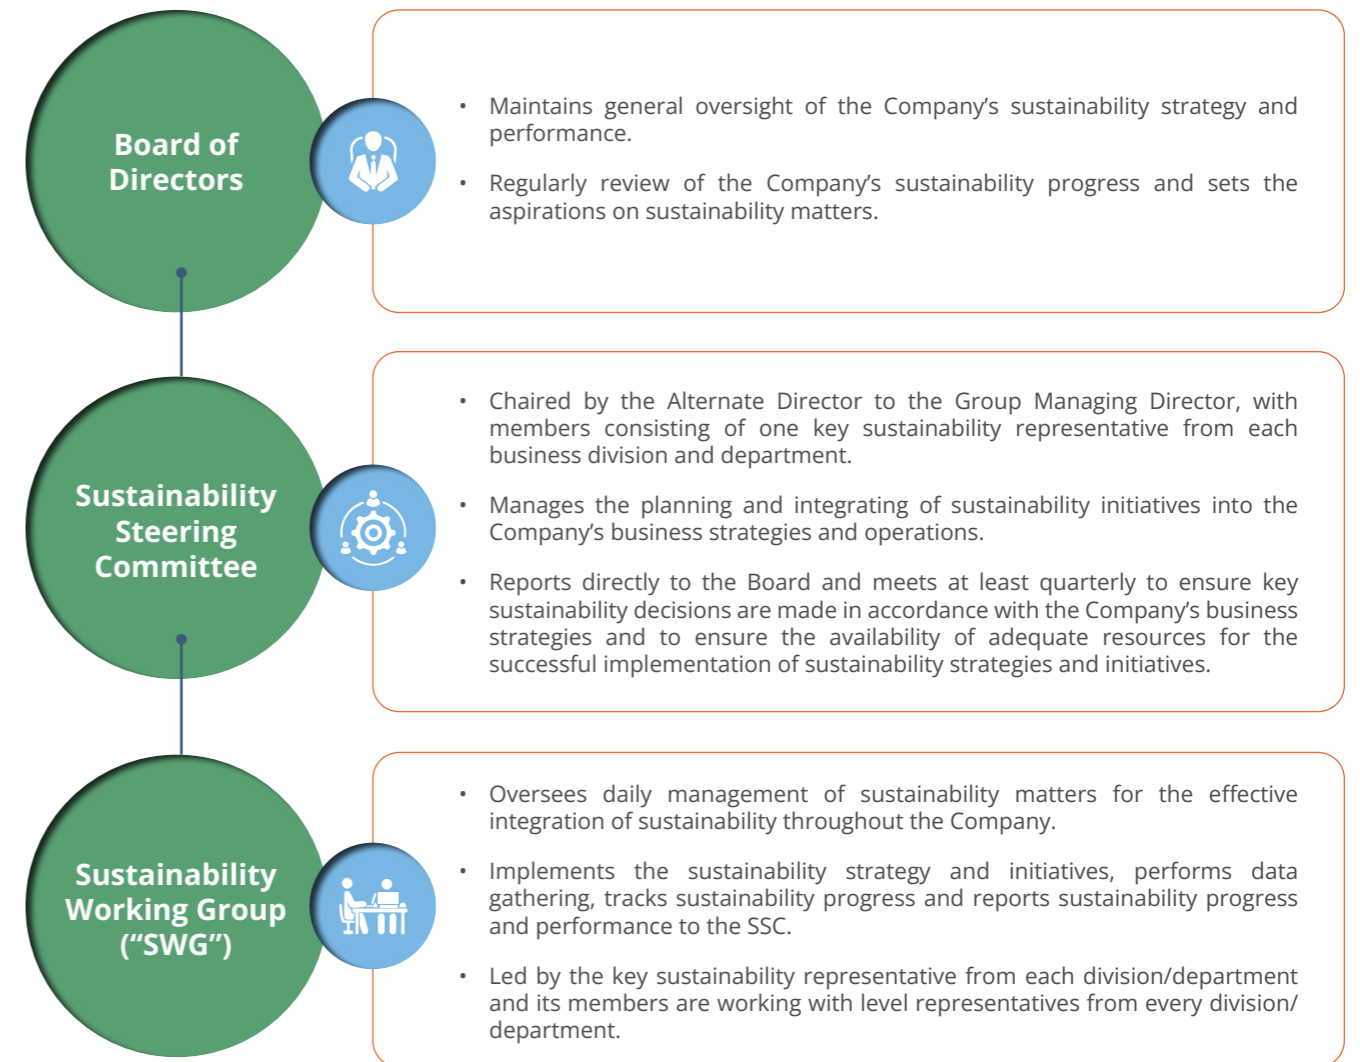 Board of
Directors
• Maintains general oversight of the Company’s sustainability strategy and
performance.
• Regularly review of the Company’s sustainability progress and sets the
aspirations on sustainability matters.
Sustainability
Steering
Committee
• Chaired by the Alternate Director to the Group Managing Director, with
members consisting of one key sustainability representative from each
business division and department.
• Manages the planning and integrating of sustainability initiatives into the
Company’s business strategies and operations.
• Reports directly to the Board and meets at least quarterly to ensure key
sustainability decisions are made in accordance with the Company’s business
strategies and to ensure the availability of adequate resources for the
successful implementation of sustainability strategies and initiatives.
Sustainability
Working Group
(“SWG”)
• Oversees daily management of sustainability matters for the effective
integration of sustainability throughout the Company.
• Implements the sustainability strategy and initiatives, performs data
gathering, tracks sustainability progress and reports sustainability progress
and performance to the SSC.
• Led by the key sustainability representative from each division/department
and its members are working with level representatives from every division/
department.